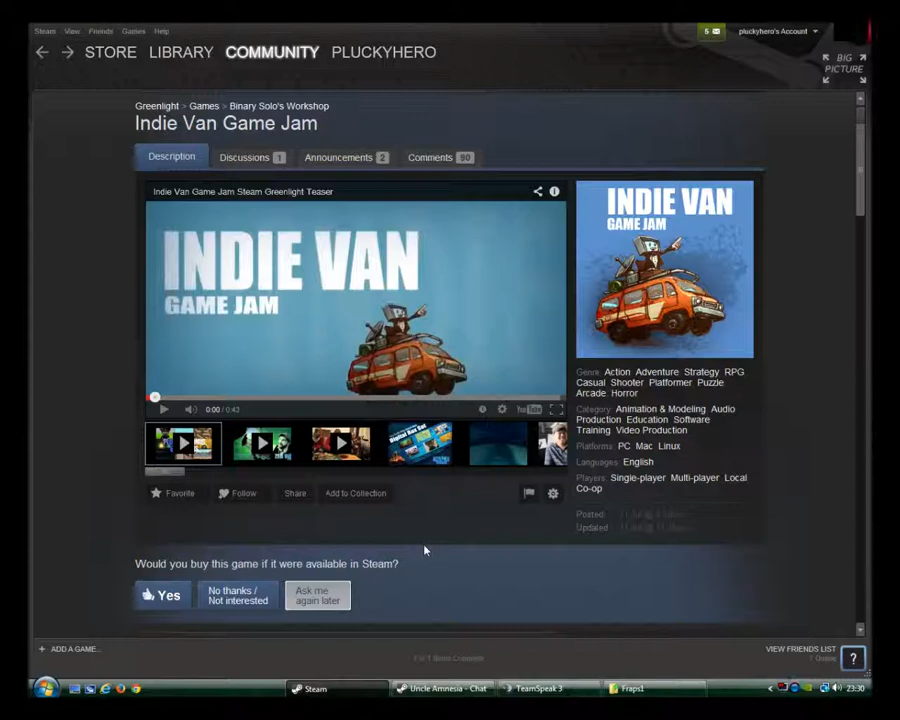 Steam View Friends Games Help
5 pluckyhero's Account
STORE LIBRARY COMMUNITY PLUCKYHERO
BIG
PICTURE
Greenlight > Games > Binary Solo's Workshop
Indie Van Game Jam
Description Discussions 1 Announcements 2 Comments 90
Indie Van Game Jam Steam Greenlight Teaser
INDIE VAN
GAME JAM
0:00 / 0:43
YouTube
Digital Box Set
Favorite Follow Share Add to Collection
INDIE VAN
GAME JAM
Genre: Action Adventure Strategy RPG
Casual Shooter Platformer Puzzle
Arcade Horror
Category: Animation & Modeling Audio
Production Education Software
Training Video Production
Platforms: PC Mac Linux
Languages: English
Players: Single-player Multi-player Local
Co-op
Posted:
Updated
Would you buy this game if it were available in Steam?
Yes
No thanks /
Not interested
Ask me
again later
+ ADD A GAME...
VIEW FRIENDS LIST
Online
?
Steam Uncle Amnesia - Chat TeamSpeak 3 Fraps1 23:30